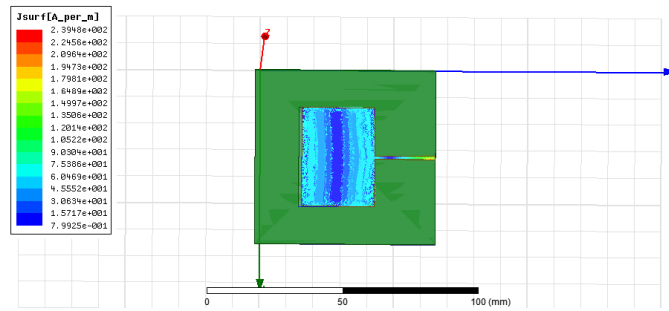 Jsurf[A_per_m]
2.3948e+002
2.2456e+002
2.0964e+002
1.9473e+002
1.7981e+002
1.6489e+002
1.4997e+002
1.3506e+002
1.2014e+002
1.0522e+002
9.0304e+001
7.5386e+001
6.0469e+001
4.5552e+001
3.0634e+001
1.5717e+001
7.9925e-001
Z
0 50 100 (mm)